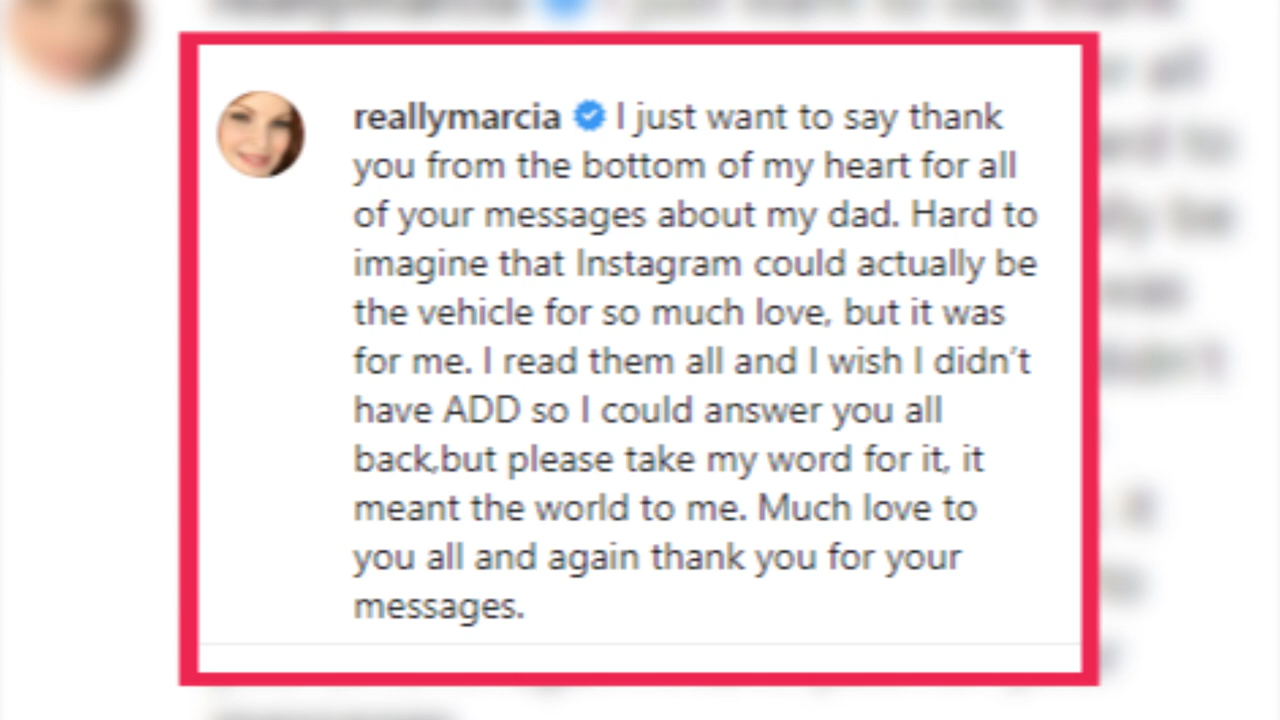 reallymarcia I just want to say thank
you from the bottom of my heart for all
of your messages about my dad. Hard to
imagine that Instagram could actually be
the vehicle for so much love, but it was
for me. I read them all and I wish I didn’t
have ADD so I could answer you all
back,but please take my word for it, it
meant the world to me. Much love to
you all and again thank you for your
messages.